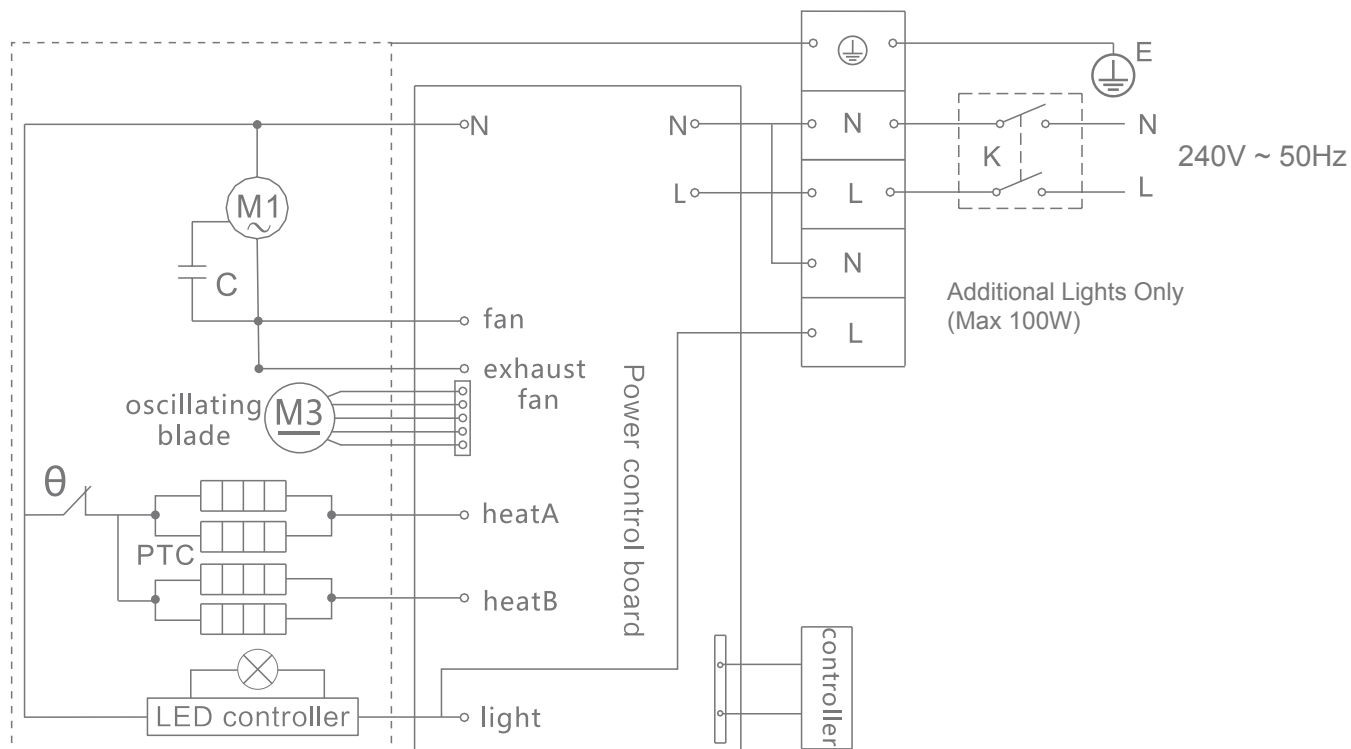 E
N
N
N
N
K
240V ~ 50Hz
L
L
L
M1
C
N
Additional Lights Only
(Max 100W)
fan
L
exhaust
fan
oscillating
blade
M3
Power control board
θ
heatA
PTC
heatB
controller
LED controller
light